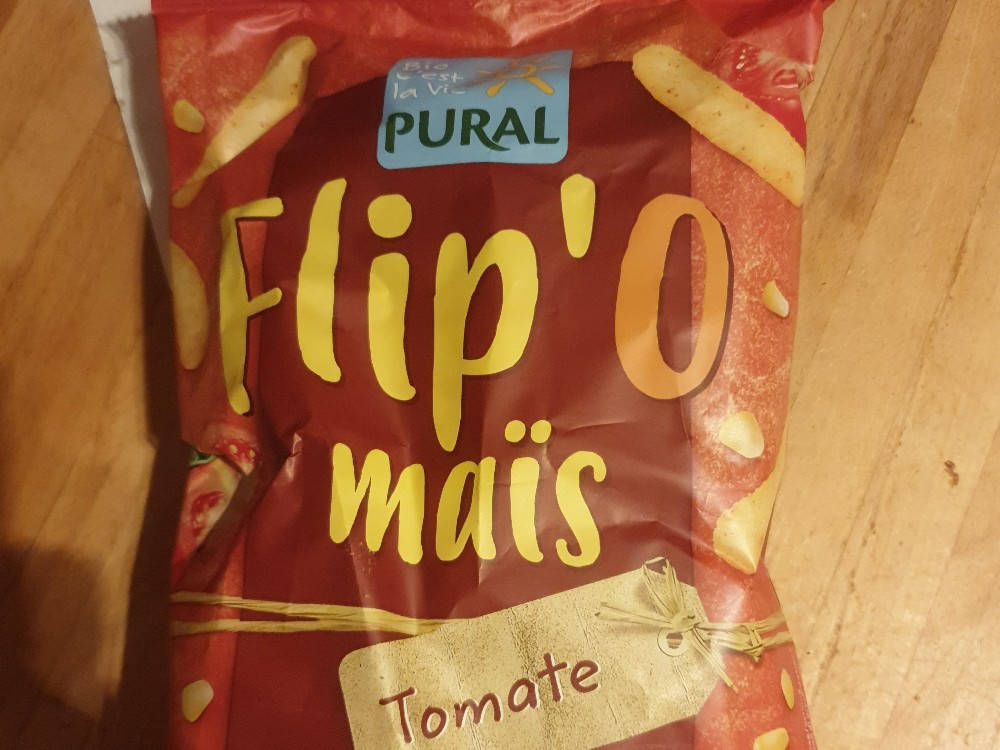 Bio
c'est
la Vie
PURAL
Flip'O
maïs
Tomate